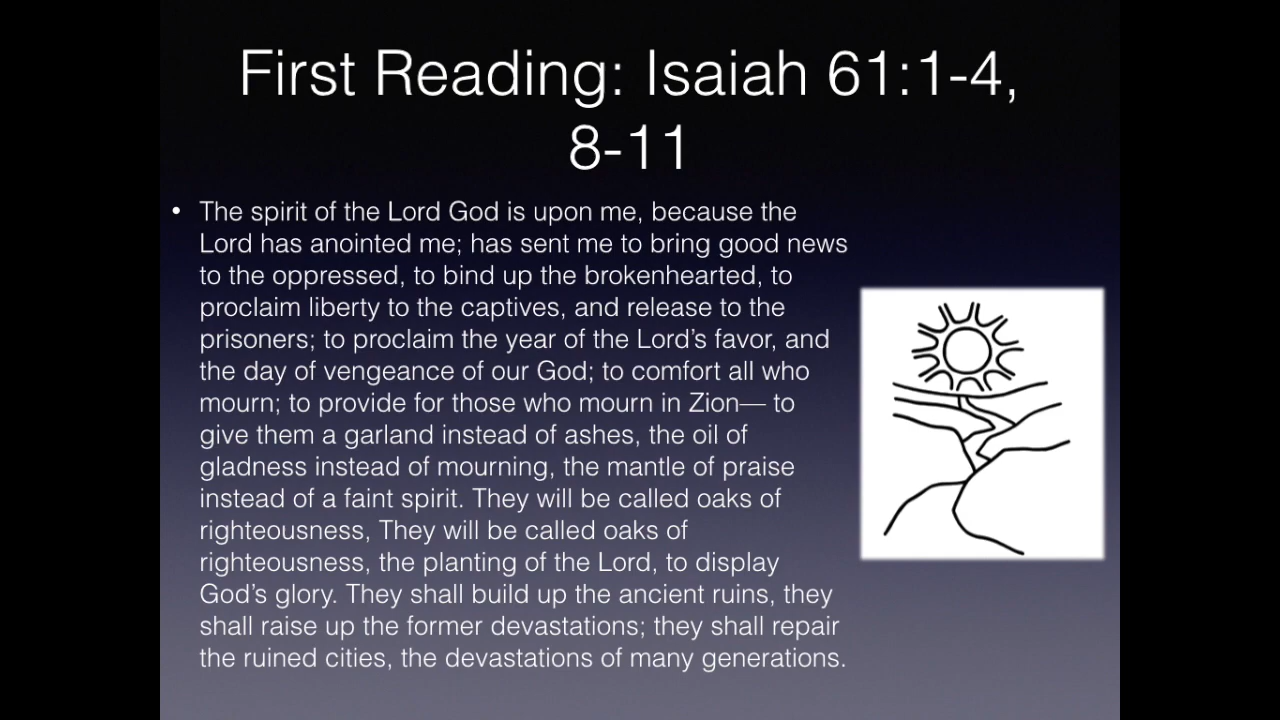 First Reading: Isaiah 61:1-4,
8-11
• The spirit of the Lord God is upon me, because the
Lord has anointed me; has sent me to bring good news
to the oppressed, to bind up the brokenhearted, to
proclaim liberty to the captives, and release to the
prisoners; to proclaim the year of the Lord’s favor, and
the day of vengeance of our God; to comfort all who
mourn; to provide for those who mourn in Zion— to
give them a garland instead of ashes, the oil of
gladness instead of mourning, the mantle of praise
instead of a faint spirit. They will be called oaks of
righteousness, They will be called oaks of
righteousness, the planting of the Lord, to display
God’s glory. They shall build up the ancient ruins, they
shall raise up the former devastations; they shall repair
the ruined cities, the devastations of many generations.